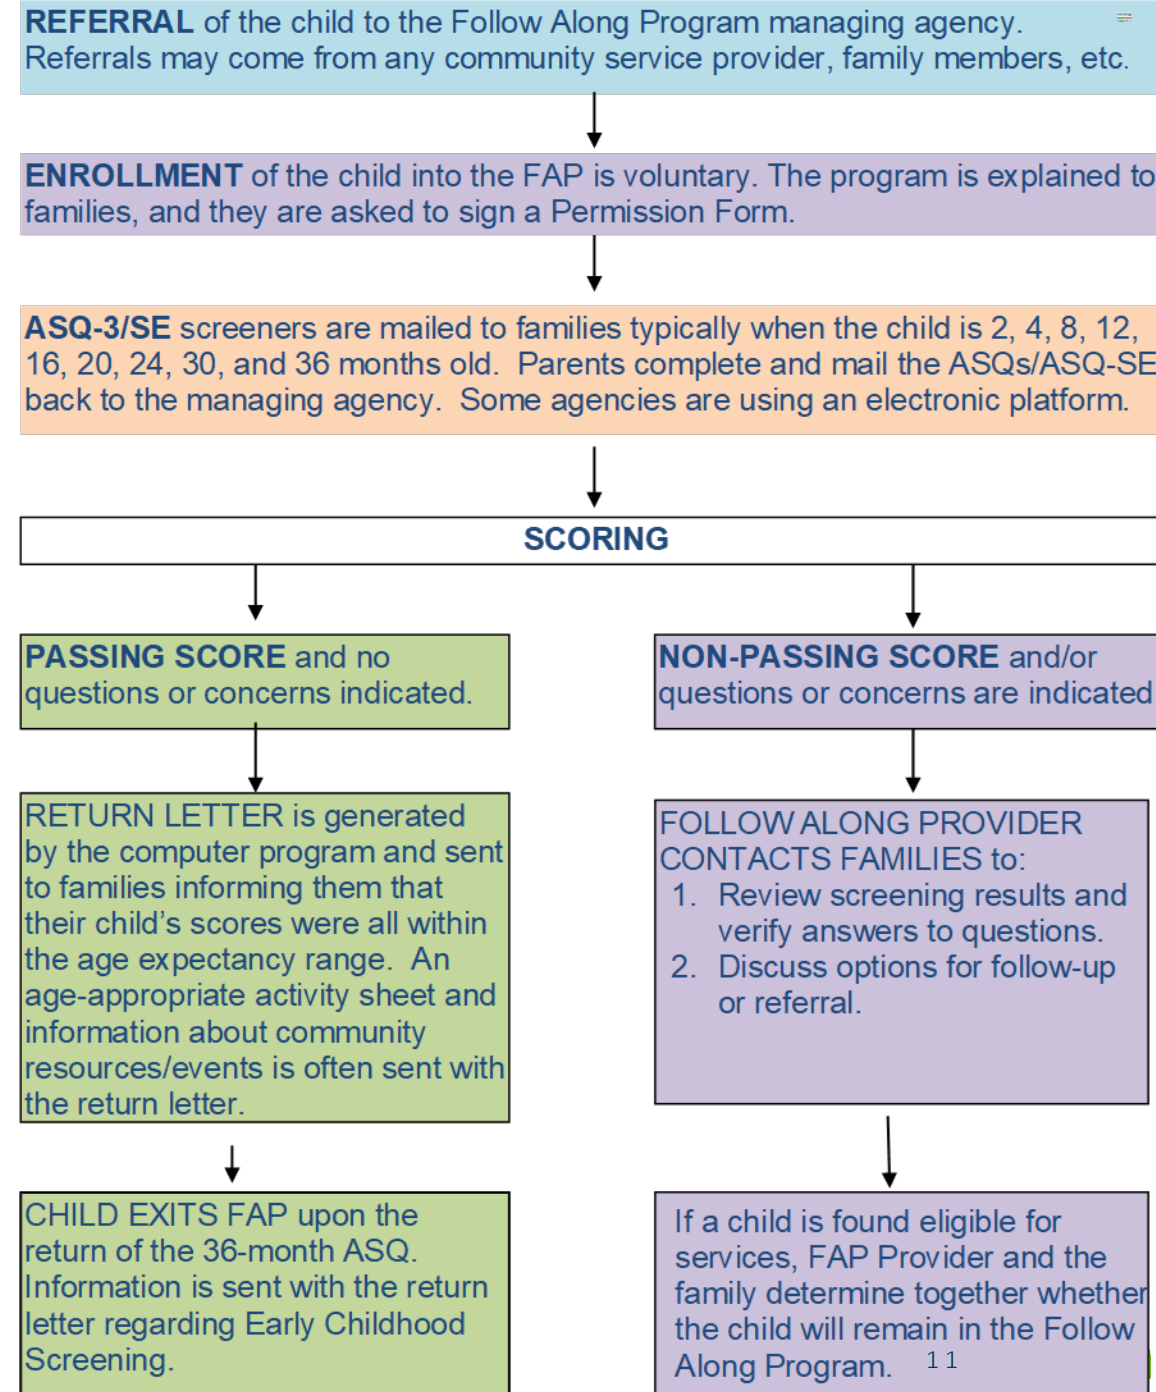 REFERRAL of the child to the Follow Along Program managing agency.
Referrals may come from any community service provider, family members, etc.
ENROLLMENT of the child into the FAP is voluntary. The program is explained to
families, and they are asked to sign a Permission Form.
ASQ-3/SE screeners are mailed to families typically when the child is 2, 4, 8, 12,
16, 20, 24, 30, and 36 months old.  Parents complete and mail the ASQs/ASQ-SE
back to the managing agency.  Some agencies are using an electronic platform.
SCORING
PASSING SCORE and no
questions or concerns indicated.
NON-PASSING SCORE and/or
questions or concerns are indicated
RETURN LETTER is generated
by the computer program and sent
to families informing them that
their child's scores were all within
the age expectancy range.  An
age-appropriate activity sheet and
information about community
resources/events is often sent with
the return letter.
FOLLOW ALONG PROVIDER
CONTACTS FAMILIES to:
1. Review screening results and
verify answers to questions.
2. Discuss options for follow-up
or referral.
CHILD EXITS FAP upon the
return of the 36-month ASQ.
Information is sent with the return
letter regarding Early Childhood
Screening.
If a child is found eligible for
services, FAP Provider and the
family determine together whether
the child will remain in the Follow
Along Program.
11